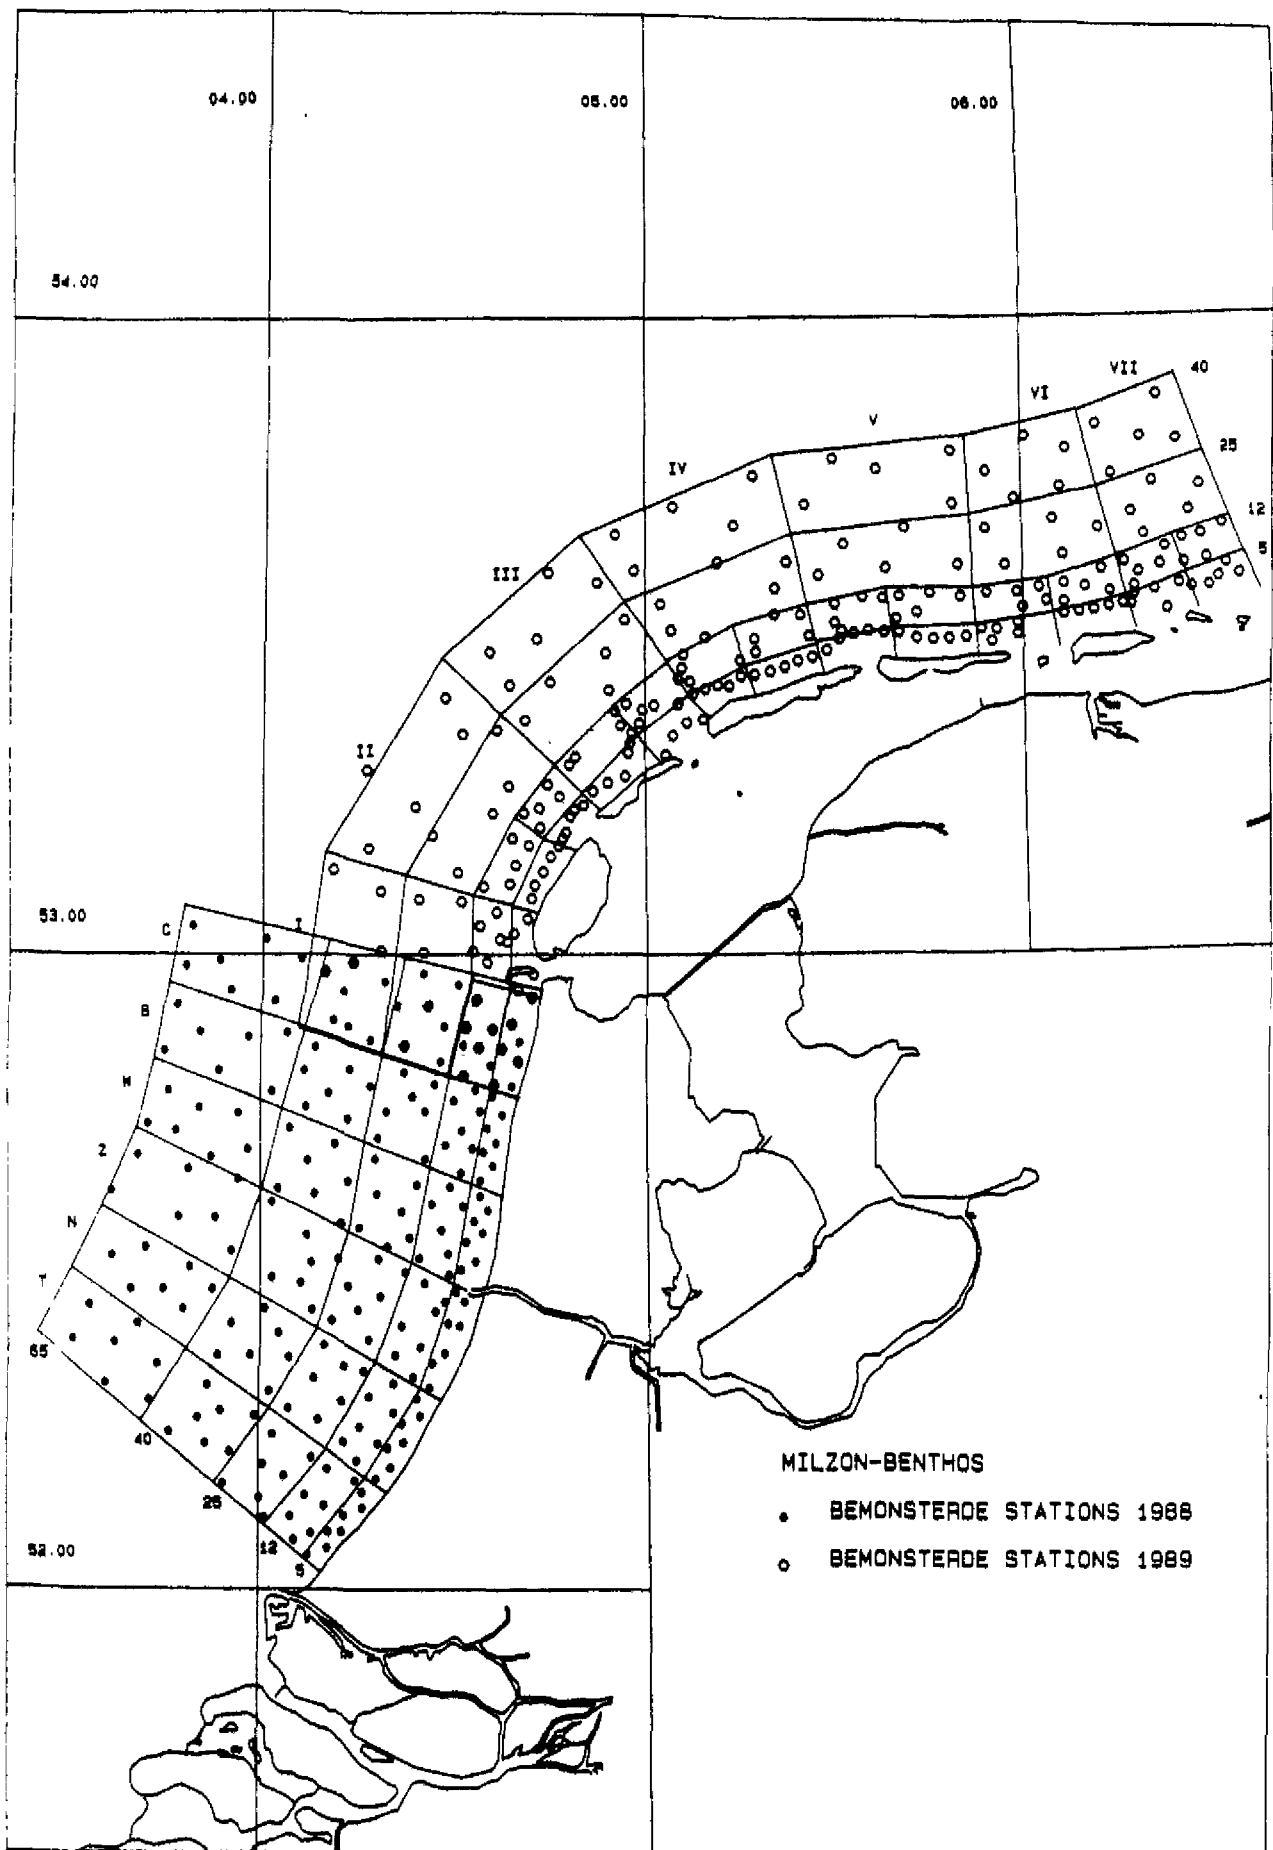 04.00
05.00
06.00
54.00
VII
40
VI
V
25
IV
12
5
III
II
53.00
C
I
B
W
Z
N
T
65
40
25
12
5
52.00
MILZON-BENTHOS
• BEMONSTERDE STATIONS 1988
o BEMONSTERDE STATIONS 1989